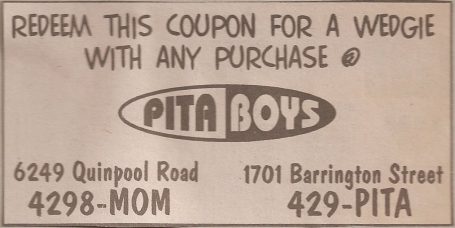 REDEEM THIS COUPON FOR A WEDGIE
WITH ANY PURCHASE @
PITA BOYS
6249 Quinpool Road 1701 Barrington Street
4298-MOM 429-PITA